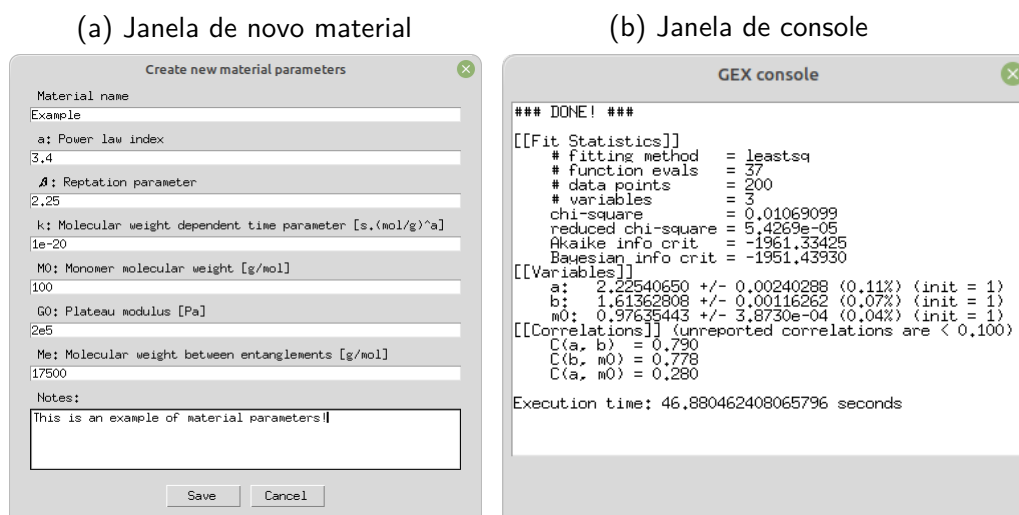 (a) Janela de novo material
Create new material parameters
Material name
Example
a: Power law index
3.4
β: Reptation parameter
2.25
k: Molecular weight dependent time parameter [s.(mol/g)^a]
1e-20
M0: Monomer molecular weight [g/mol]
100
G0: Plateau modulus [Pa]
2e5
Me: Molecular weight between entanglements [g/mol]
17500
Notes:
This is an example of material parameters!
Save
Cancel
(b) Janela de console
GEX console
### DONE! ###
[[Fit Statistics]]
# fitting method = leastsq
# function evals = 37
# data points = 200
# variables = 3
chi-square = 0.01069099
reduced chi-square = 5.4269e-05
Akaike info crit = -1961.33425
Bayesian info crit = -1951.43930
[[Variables]]
a: 2.22540650 +/- 0.00240288 (0.11%) (init = 1)
b: 1.61362808 +/- 0.00116262 (0.07%) (init = 1)
m0: 0.97635443 +/- 3.8730e-04 (0.04%) (init = 1)
[[Correlations]] (unreported correlations are < 0.100)
C(a, b) = 0.790
C(b, m0) = 0.778
C(a, m0) = 0.280
Execution time: 46.880462408065796 seconds